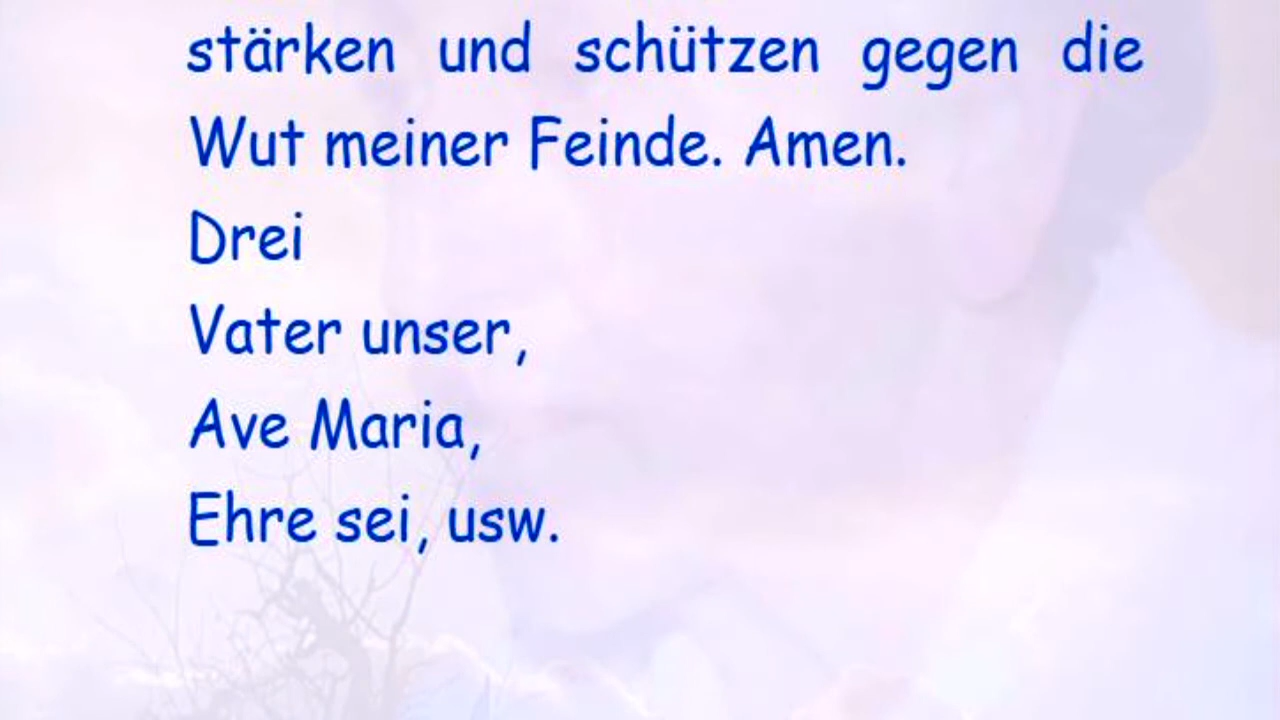 stärken und schützen gegen die
Wut meiner Feinde. Amen.
Drei
Vater unser,
Ave Maria,
Ehre sei, usw.